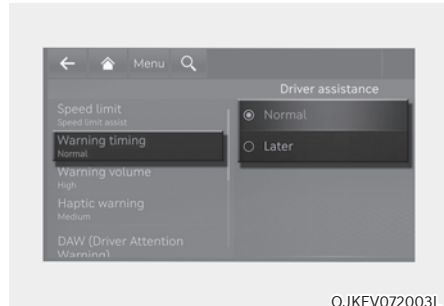 Menu
Driver assistance
Speed limit
Speed limit assist
Warning timing
Normal
Warning volume
High
Haptic warning
Medium
DAW (Driver Attention
Warning)
Normal
Later
OJKEV072003L